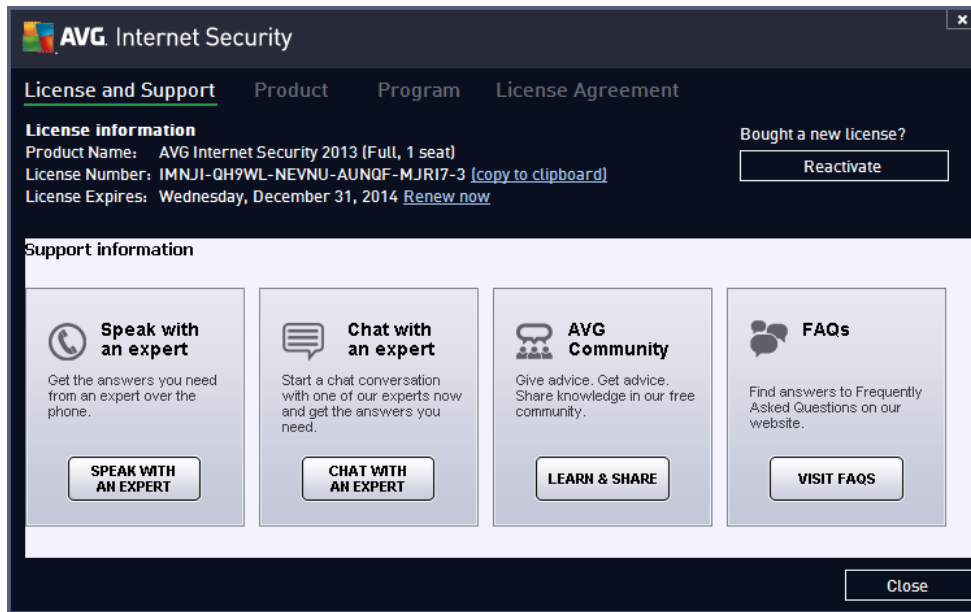 AVG. Internet Security
License and Support Product Program License Agreement
License information
Product Name: AVG Internet Security 2013 (Full, 1 seat)
License Number: IMNJI-QH9WL-NEVNU-AUNQF-MJRI7-3 (copy to clipboard)
License Expires: Wednesday, December 31, 2014 Renew now
Bought a new license?
Reactivate
Support information
Speak with
an expert
Get the answers you need
from an expert over the
phone.
SPEAK WITH
AN EXPERT
Chat with
an expert
Start a chat conversation
with one of our experts now
and get the answers you
need.
CHAT WITH
AN EXPERT
AVG
Community
Give advice. Get advice.
Share knowledge in our free
community.
LEARN & SHARE
FAQs
Find answers to Frequently
Asked Questions on our
website.
VISIT FAQS
Close